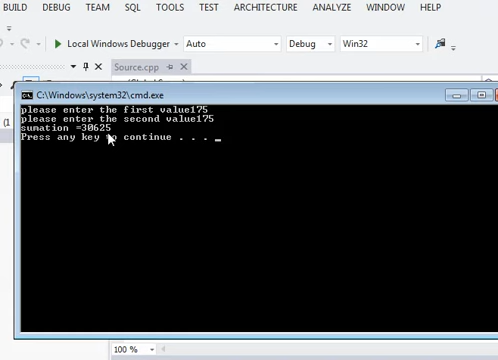 BUILD DEBUG TEAM SQL TOOLS TEST ARCHITECTURE ANALYZE WINDOW HELP
Local Windows Debugger Auto Debug Win32
Source.cpp
C:\Windows\system32\cmd.exe
please enter the first value175
please enter the second value175
sumation =30625
Press any key to continue . . . _
100 %